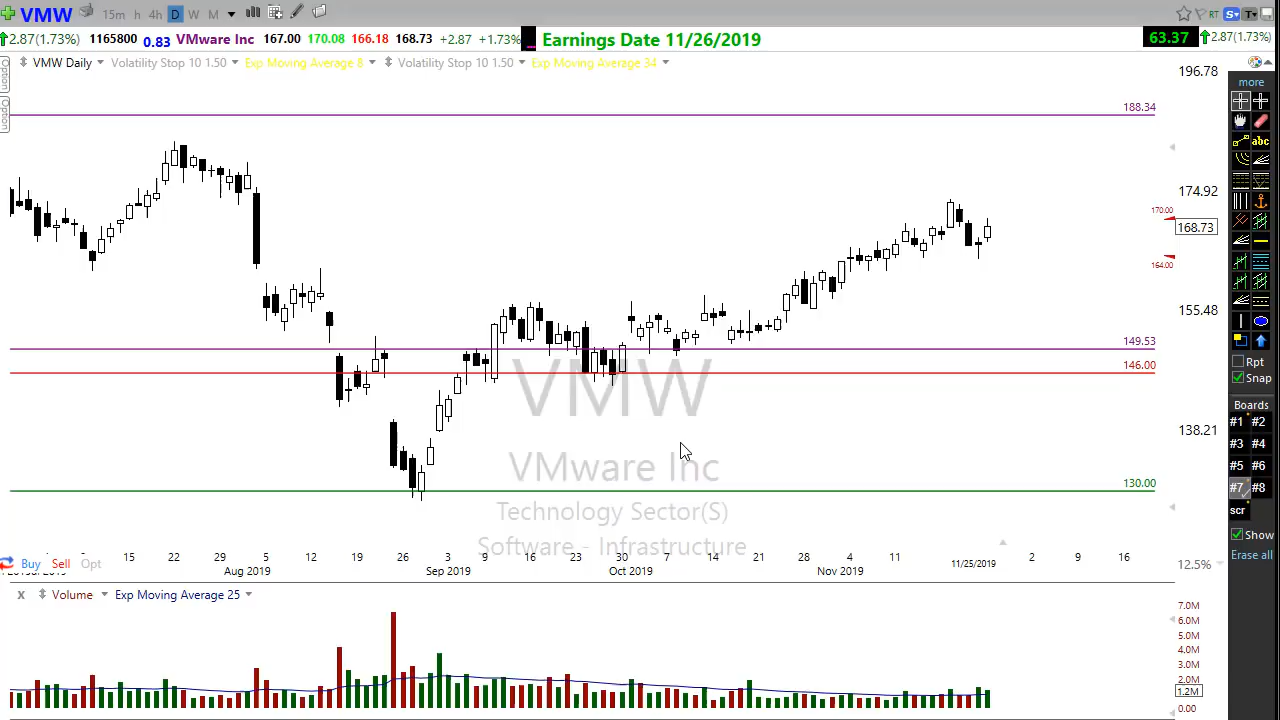 VMW 15m h 4h D W M RT S T
2.87(1.73%) 1165800 0.83 VMware Inc 167.00 170.08 166.18 168.73 +2.87 +1.73% Earnings Date 11/26/2019 63.37 2.87(1.73%)
VMW Daily Volatility Stop 10 1.50 Exp Moving Average 8 Volatility Stop 10 1.50 Exp Moving Average 34
Option
Option
196.78
188.34
174.92
170.00
168.73
164.00
155.48
149.53
146.00
138.21
130.00
12.5%
VMW
VMware Inc
Technology Sector(S)
Software - Infrastructure
15 22 29 5 12 19 26 3 9 16 23 30 7 14 21 28 4 11 11/25/2019 2 9 16
Aug 2019 Sep 2019 Oct 2019 Nov 2019
Buy Sell Opt
x Volume Exp Moving Average 25
7.0M
6.0M
5.0M
4.0M
3.0M
2.0M
1.2M
0.00
more
abc
Rpt
Snap
Boards
#1 #2
#3 #4
#5 #6
#7 #8
scr
Show
Erase all